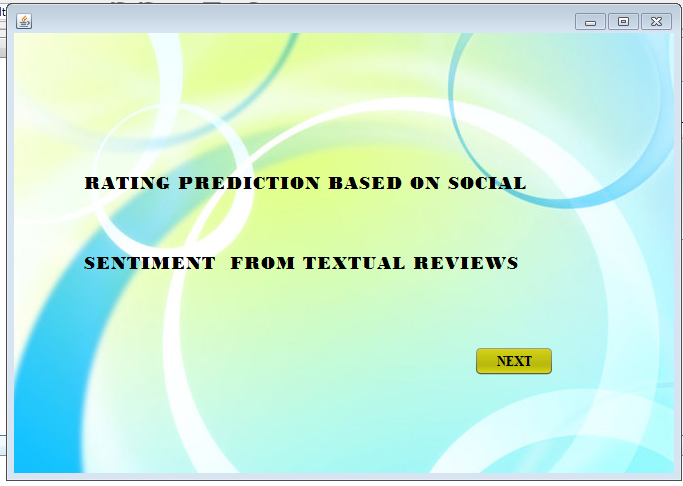 RATING PREDICTION BASED ON SOCIAL
SENTIMENT FROM TEXTUAL REVIEWS
NEXT